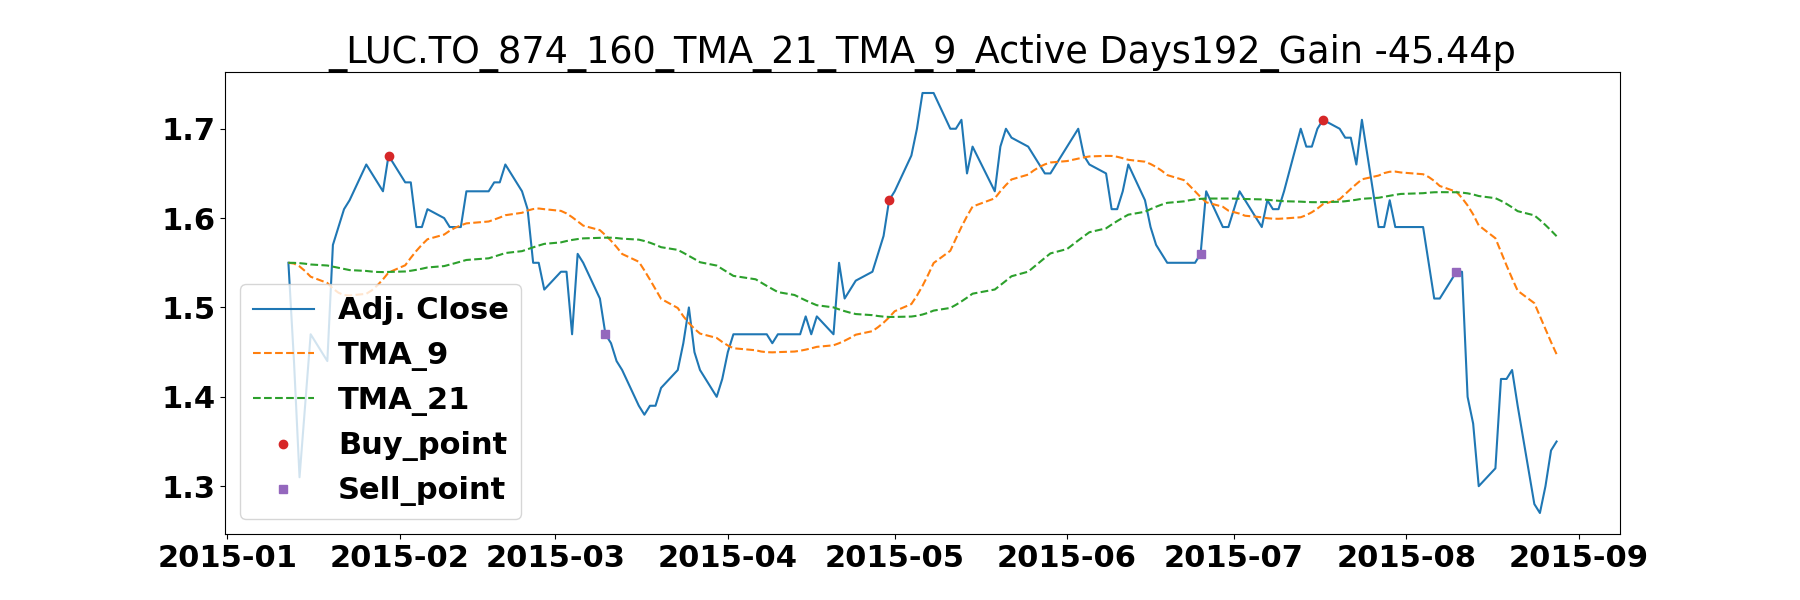 _LUC.TO_874_160_TMA_21_TMA_9_Active Days192_Gain -45.44p
1.7
1.6
1.5
1.4
1.3
Adj. Close
TMA_9
TMA_21
Buy_point
Sell_point
2015-01 2015-02 2015-03 2015-04 2015-05 2015-06 2015-07 2015-08 2015-09